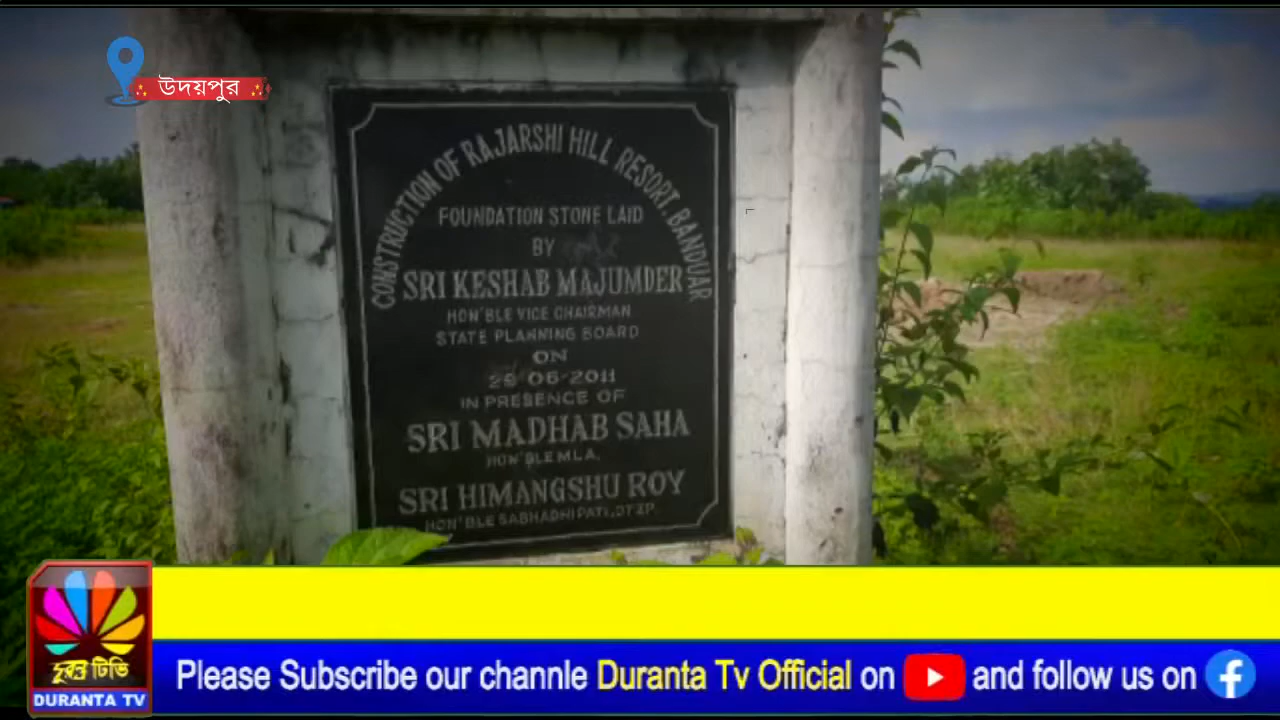 উদয়পুর
CONSTRUCTION OF RAJARSHI HILL RESORT. BANDUAR
FOUNDATION STONE LAID
BY
SRI KESHAB MAJUMDER
HON'BLE VICE CHAIRMAN
STATE PLANNING BOARD
ON
29 06-2011
IN PRESENCE OF
SRI MADHAB SAHA
HON'BLE M.L.A.
SRI HIMANGSHU ROY
HON'BLE SABHADHIPATI, DTZP.
দুরন্ত টিভি
DURANTA TV
Please Subscribe our channle Duranta Tv Official on and follow us on